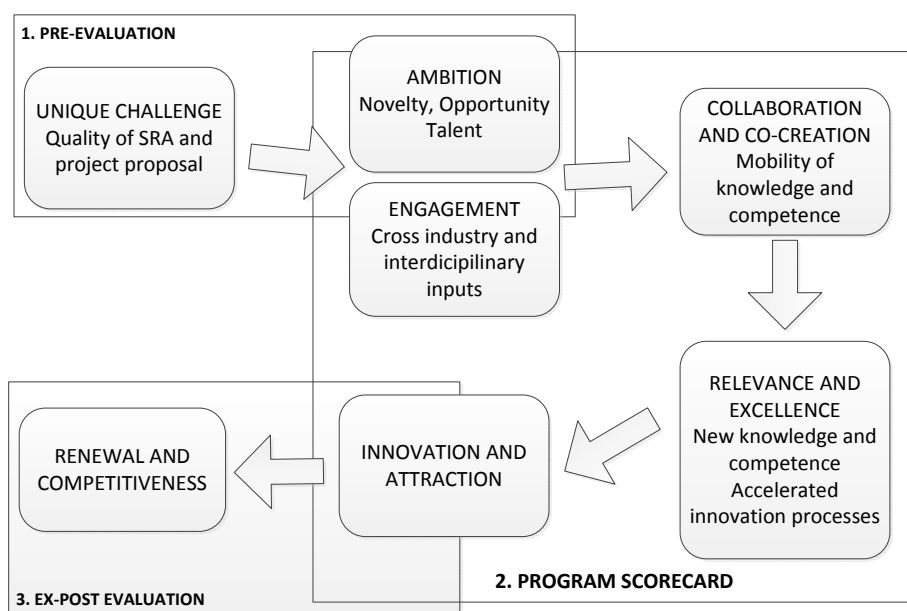 1. PRE-EVALUATION
UNIQUE CHALLENGE
Quality of SRA and
project proposal
AMBITION
Novelty, Opportunity
Talent
ENGAGEMENT
Cross industry and
interdicipilinary
inputs
COLLABORATION
AND CO-CREATION
Mobility of
knowledge and
competence
RELEVANCE AND
EXCELLENCE
New knowledge and
competence
Accelerated
innovation processes
INNOVATION AND
ATTRACTION
RENEWAL AND
COMPETITIVENESS
2. PROGRAM SCORECARD
3. EX-POST EVALUATION